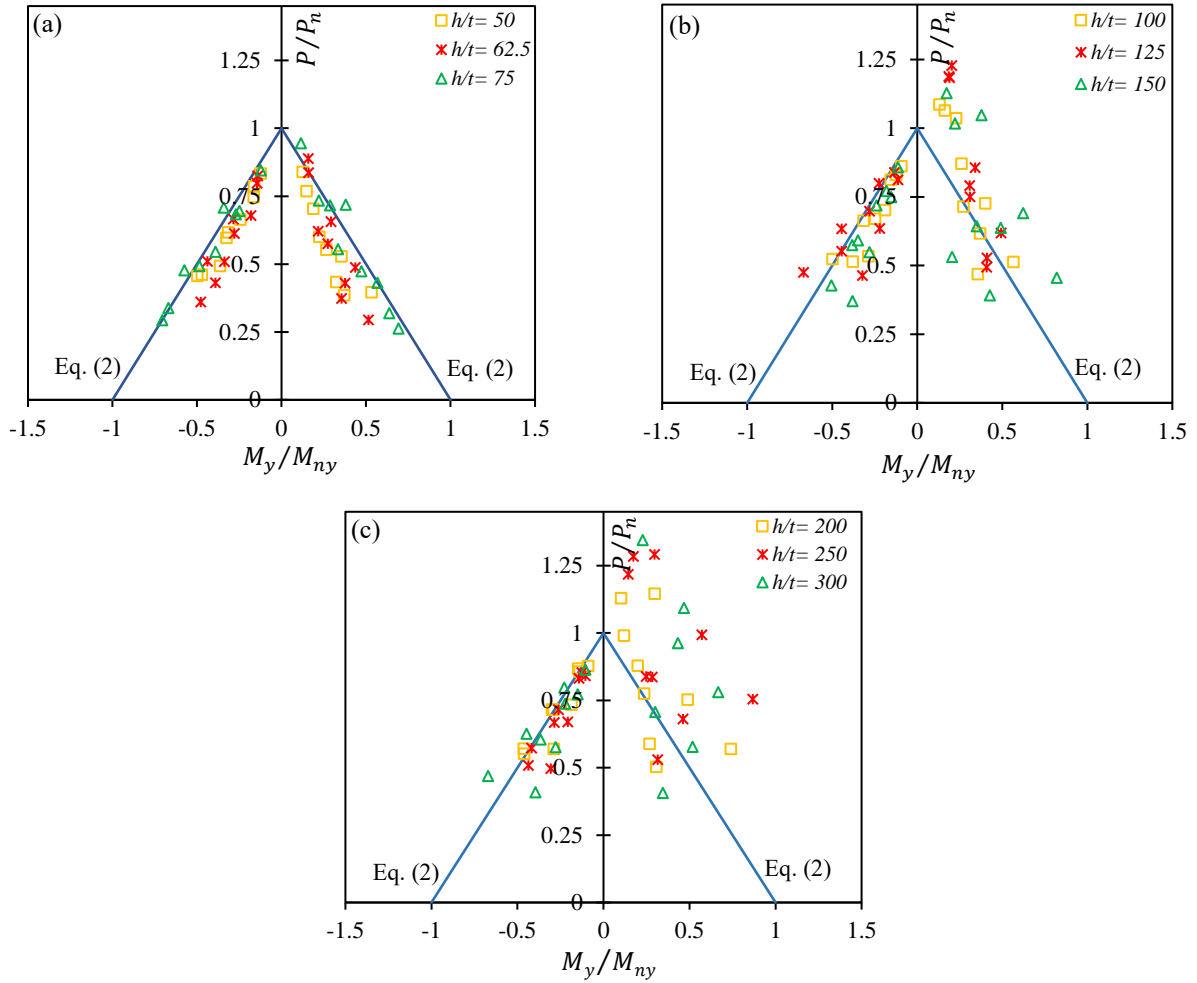 (a)
P/Pn
h/t= 50
h/t= 62.5
h/t= 75
1.25
1
0.75
0.5
0.25
0
Eq. (2)
Eq. (2)
-1.5 -1 -0.5 0 0.5 1 1.5
My/Mny
(b)
P/Pn
h/t= 100
h/t= 125
h/t= 150
1.25
1
0.75
0.5
0.25
0
Eq. (2)
Eq. (2)
-1.5 -1 -0.5 0 0.5 1 1.5
My/Mny
(c)
P/Pn
h/t= 200
h/t= 250
h/t= 300
1.25
1
0.75
0.5
0.25
0
Eq. (2)
Eq. (2)
-1.5 -1 -0.5 0 0.5 1 1.5
My/Mny